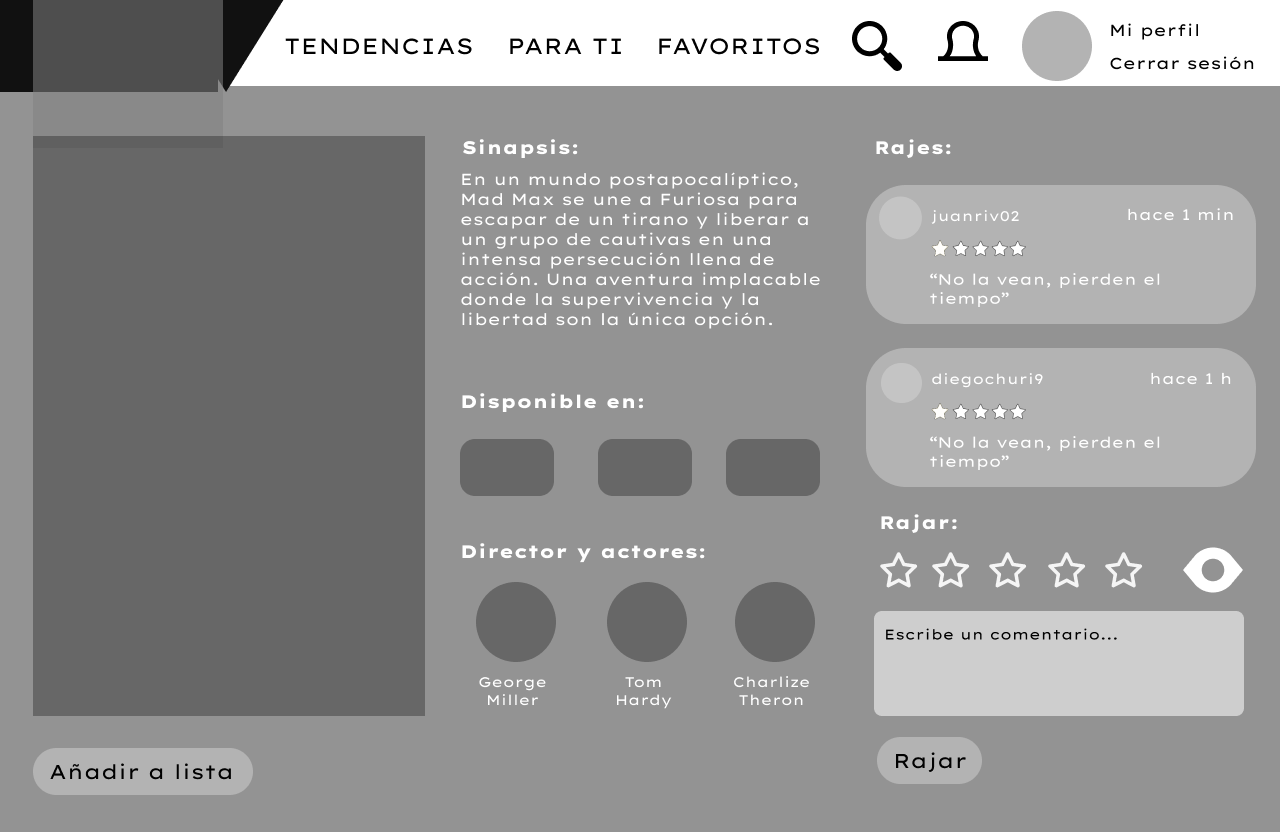 TENDENCIAS PARA TI FAVORITOS
Mi perfil
Cerrar sesión
Sinapsis:
En un mundo postapocalíptico,
Mad Max se une a Furiosa para
escapar de un tirano y liberar a
un grupo de cautivas en una
intensa persecución llena de
acción. Una aventura implacable
donde la supervivencia y la
libertad son la única opción.
Disponible en:
Director y actores:
George
Miller
Tom
Hardy
Charlize
Theron
Añadir a lista
Rajes:
juanriv02 hace 1 min
“No la vean, pierden el
tiempo”
diegochuri9 hace 1 h
“No la vean, pierden el
tiempo”
Rajar:
Escribe un comentario...
Rajar